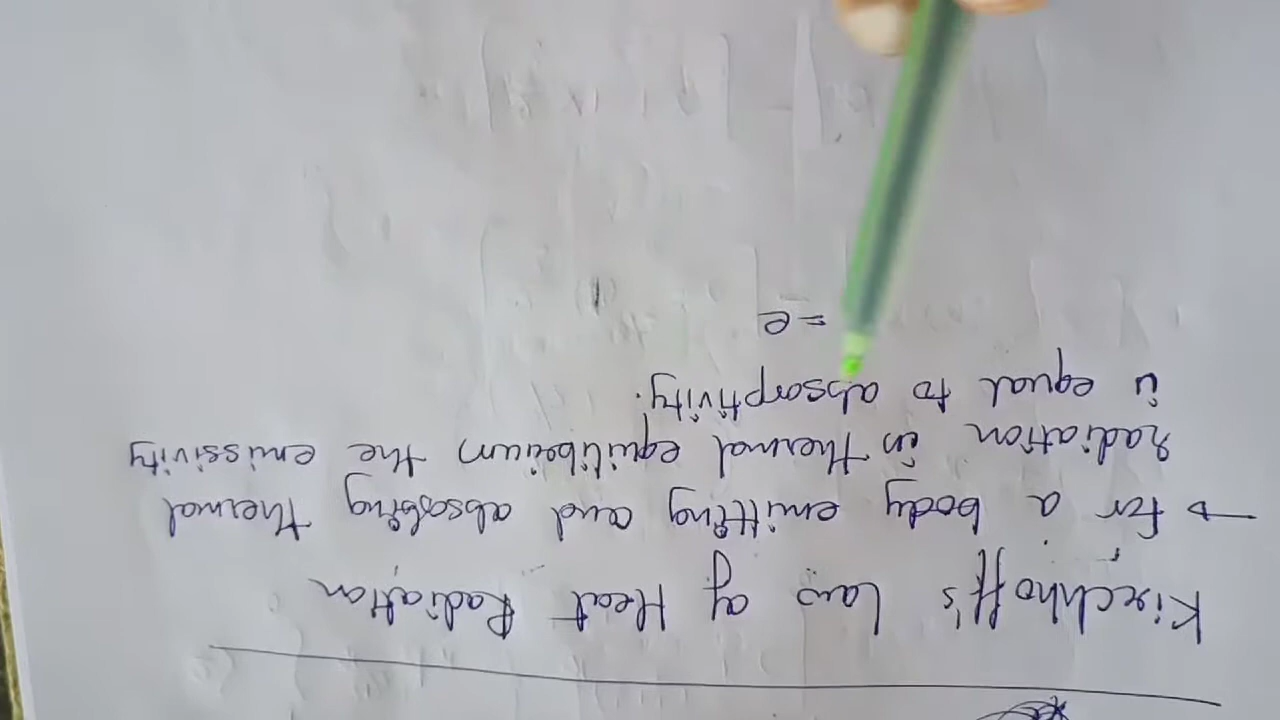 Kirechhoff's Law of Heat Radiation
→ for a body emitting and absorbing thermal
radiation in thermal equilibrium the emissivity
is equal to absorptivity.
= e